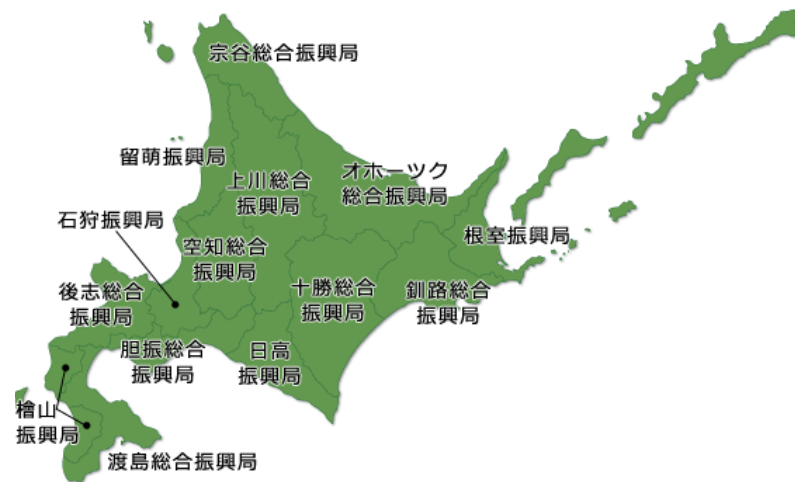 宗谷総合振興局
留萌振興局
上川総合
振興局
オホーツク
総合振興局
石狩振興局
空知総合
振興局
根室振興局
後志総合
振興局
十勝総合
振興局
釧路総合
振興局
胆振総合
振興局
日高
振興局
檜山
振興局
渡島総合振興局